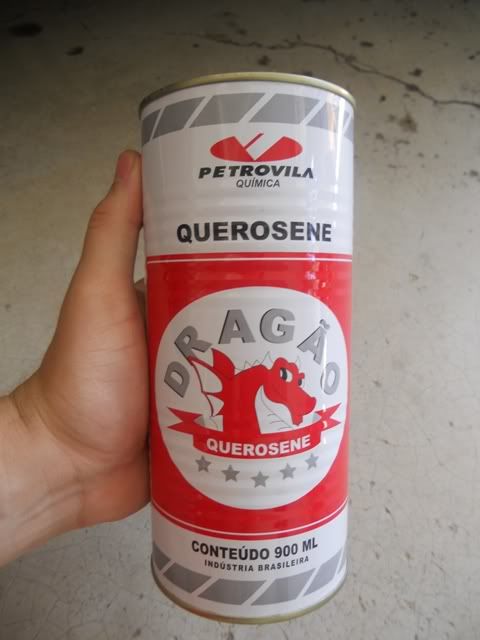 PETROVILA
QUÍMICA
QUEROSENE
DRAGÃO
QUEROSENE
CONTEÚDO 900 ML
INDÚSTRIA BRASILEIRA